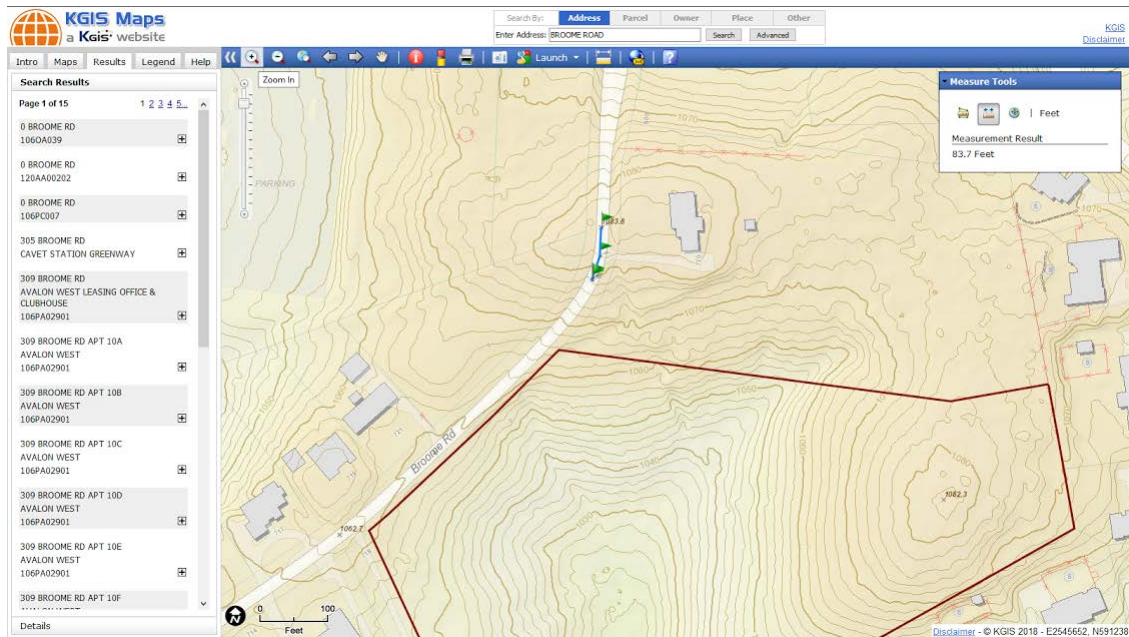 KGIS Maps
a KGIS website
Search By: Address Parcel Owner Place Other
Enter Address: BROOME ROAD Search Advanced
KGIS
Disclaimer
Intro Maps Results Legend Help
Launch
Search Results
Page 1 of 15 1 2 3 4 5...
0 BROOME RD
106OA039
0 BROOME RD
120AA00202
0 BROOME RD
106PC007
305 BROOME RD
CAVET STATION GREENWAY
309 BROOME RD
AVALON WEST LEASING OFFICE &
CLUBHOUSE
106PA02901
309 BROOME RD APT 10A
AVALON WEST
106PA02901
309 BROOME RD APT 10B
AVALON WEST
106PA02901
309 BROOME RD APT 10C
AVALON WEST
106PA02901
309 BROOME RD APT 10D
AVALON WEST
106PA02901
309 BROOME RD APT 10E
AVALON WEST
106PA02901
309 BROOME RD APT 10F
Details
Zoom In
Measure Tools
Feet
Measurement Result
83.7 Feet
PARKING
1070
1080
1070
1070
1060
1060
1050
1040
1030
1060
1080
1082.3
Broome Rd
1062.7
N
0 100
Feet
Disclaimer - © KGIS 2018 - E2545652, N591238